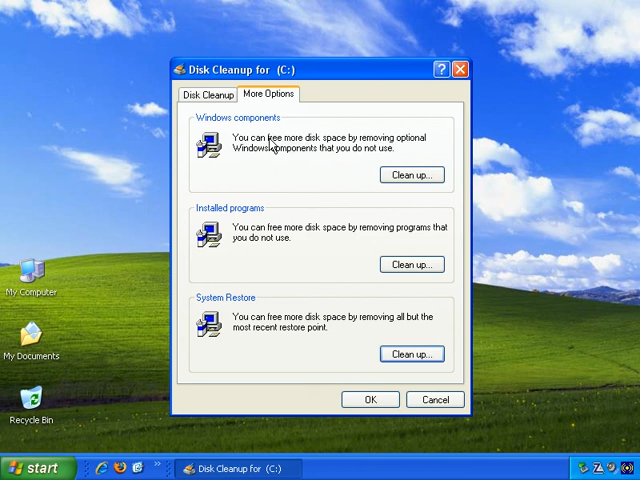 Disk Cleanup for (C:)
Disk Cleanup
More Options
Windows components
You can free more disk space by removing optional
Windows components that you do not use.
Clean up...
Installed programs
You can free more disk space by removing programs that
you do not use.
Clean up...
System Restore
You can free more disk space by removing all but the
most recent restore point.
Clean up...
OK
Cancel
My Computer
My Documents
Recycle Bin
start
Disk Cleanup for (C:)